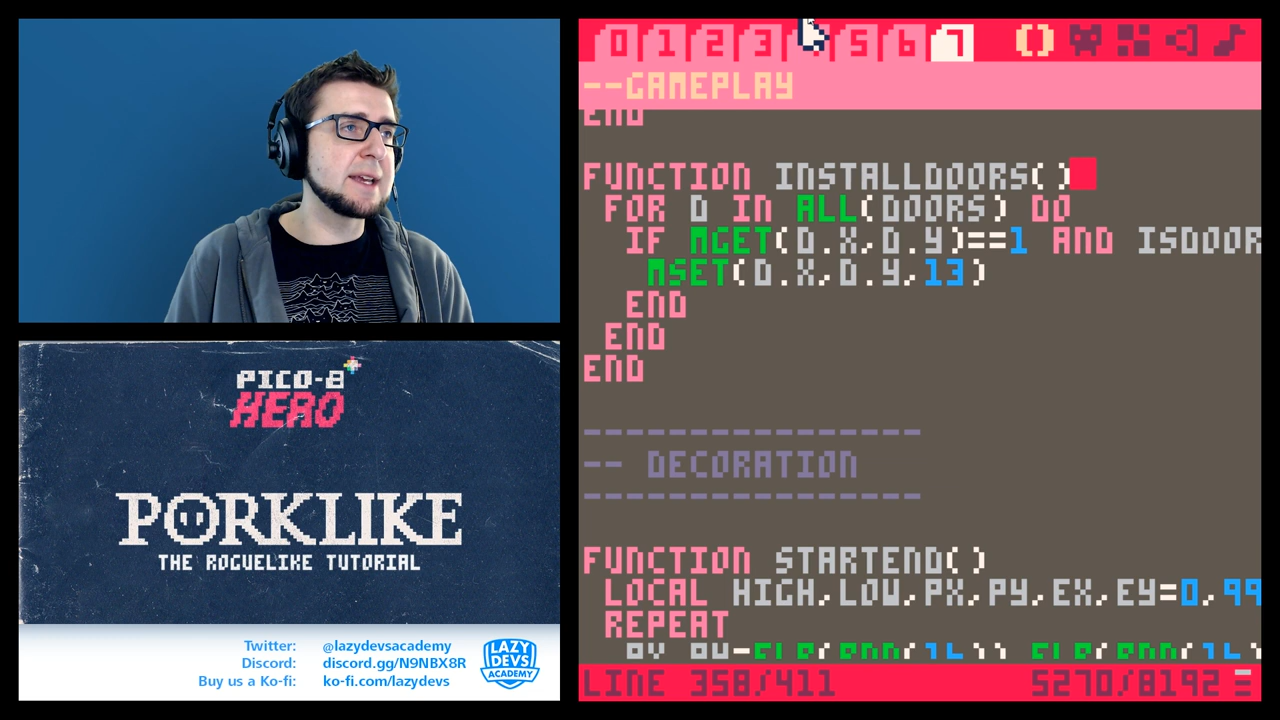 0 1 2 3 5 6 7 ()
--GAMEPLAY
END
FUNCTION INSTALLDOORS()
FOR D IN ALL(DOORS) DO
IF MGET(D.X,D.Y)==1 AND ISDOOR
MSET(D.X,D.Y,13)
END
END
END
----------------
-- DECORATION
----------------
FUNCTION STARTEND()
LOCAL HIGH,LOW,PX,PY,EX,EY=0,99
REPEAT
LINE 358/411
5270/8192
PICO-8
HERO
PORKLIKE
THE ROGUELIKE TUTORIAL
Twitter: @lazydevsacademy
Discord: discord.gg/N9NBX8R
Buy us a Ko-fi: ko-fi.com/lazydevs
LAZY
DEVS
ACADEMY